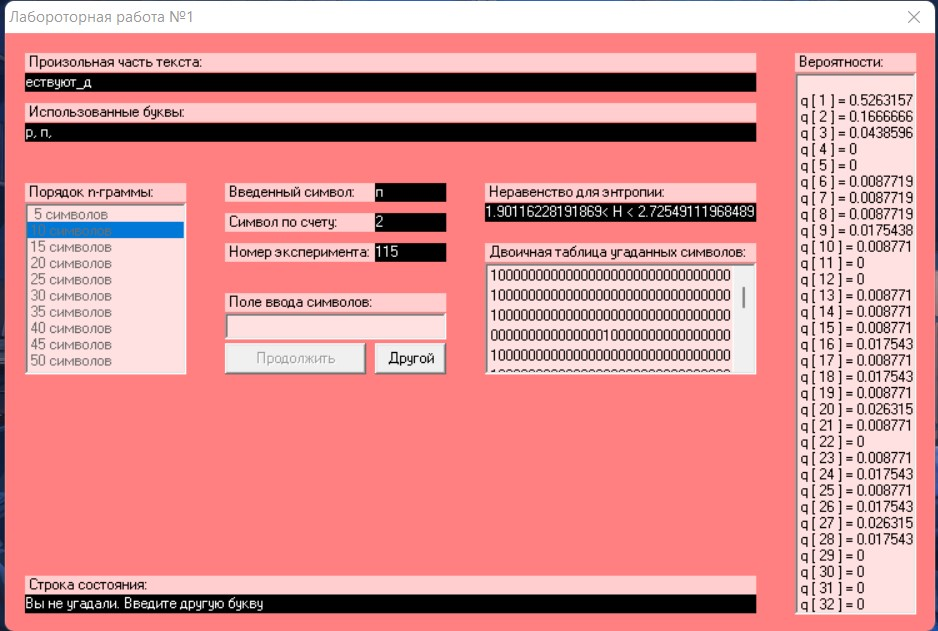 Лабороторная работа №1
Произольная часть текста:
ествуют_д
Использованные буквы:
р, п,
Порядок n-граммы:
5 символов
10 символов
15 символов
20 символов
25 символов
30 символов
35 символов
40 символов
45 символов
50 символов
Введенный символ: п
Символ по счету: 2
Номер эксперимента: 115
Поле ввода символов:
Продолжить
Другой
Неравенство для энтропии:
1.90116228191869< H < 2.72549111968489
Двоичная таблица угаданных символов:
10000000000000000000000000000000
10000000000000000000000000000000
10000000000000000000000000000000
00000000000000010000000000000000
10000000000000000000000000000000
Вероятности:
q[ 1 ] = 0.5263157
q[ 2 ] = 0.1666666
q[ 3 ] = 0.0438596
q[ 4 ] = 0
q[ 5 ] = 0
q[ 6 ] = 0.0087719
q[ 7 ] = 0.0087719
q[ 8 ] = 0.0087719
q[ 9 ] = 0.0175438
q[ 10 ] = 0.008771
q[ 11 ] = 0
q[ 12 ] = 0
q[ 13 ] = 0.008771
q[ 14 ] = 0.008771
q[ 15 ] = 0.008771
q[ 16 ] = 0.017543
q[ 17 ] = 0.008771
q[ 18 ] = 0.017543
q[ 19 ] = 0.008771
q[ 20 ] = 0.026315
q[ 21 ] = 0.008771
q[ 22 ] = 0
q[ 23 ] = 0.008771
q[ 24 ] = 0.017543
q[ 25 ] = 0.008771
q[ 26 ] = 0.017543
q[ 27 ] = 0.026315
q[ 28 ] = 0.017543
q[ 29 ] = 0
q[ 30 ] = 0
q[ 31 ] = 0
q[ 32 ] = 0
Строка состояния:
Вы не угадали. Введите другую букву